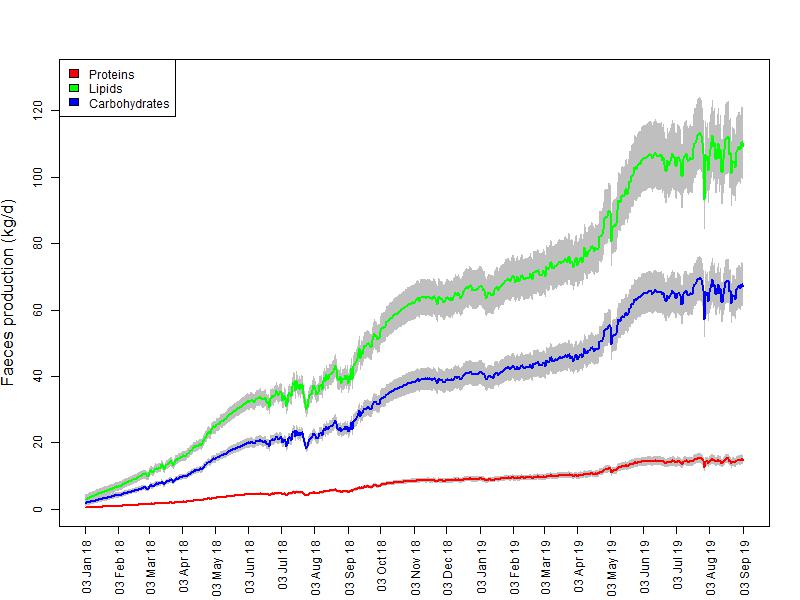 Proteins
Lipids
Carbohydrates
Faeces production (kg/d)
120
100
80
60
40
20
0
03 Jan 18
03 Feb 18
03 Mar 18
03 Apr 18
03 May 18
03 Jun 18
03 Jul 18
03 Aug 18
03 Sep 18
03 Oct 18
03 Nov 18
03 Dec 18
03 Jan 19
03 Feb 19
03 Mar 19
03 Apr 19
03 May 19
03 Jun 19
03 Jul 19
03 Aug 19
03 Sep 19